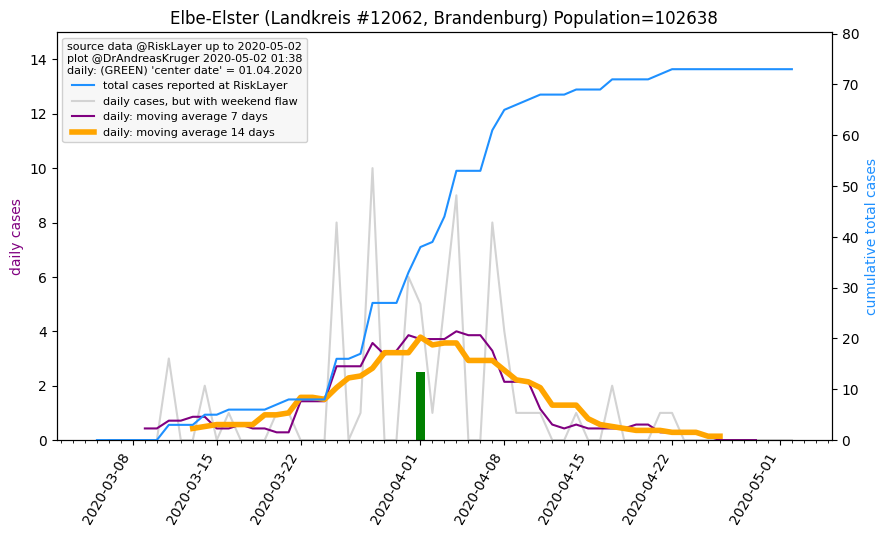 Elbe-Elster (Landkreis #12062, Brandenburg) Population=102638
source data @RiskLayer up to 2020-05-02
plot @DrAndreasKruger 2020-05-02 01:38
daily: (GREEN) 'center date' = 01.04.2020
total cases reported at RiskLayer
daily cases, but with weekend flaw
daily: moving average 7 days
daily: moving average 14 days
daily cases
14
12
10
8
6
4
2
0
80
70
60
50
40
30
20
10
0
cumulative total cases
2020-03-08
2020-03-15
2020-03-22
2020-04-01
2020-04-08
2020-04-15
2020-04-22
2020-05-01